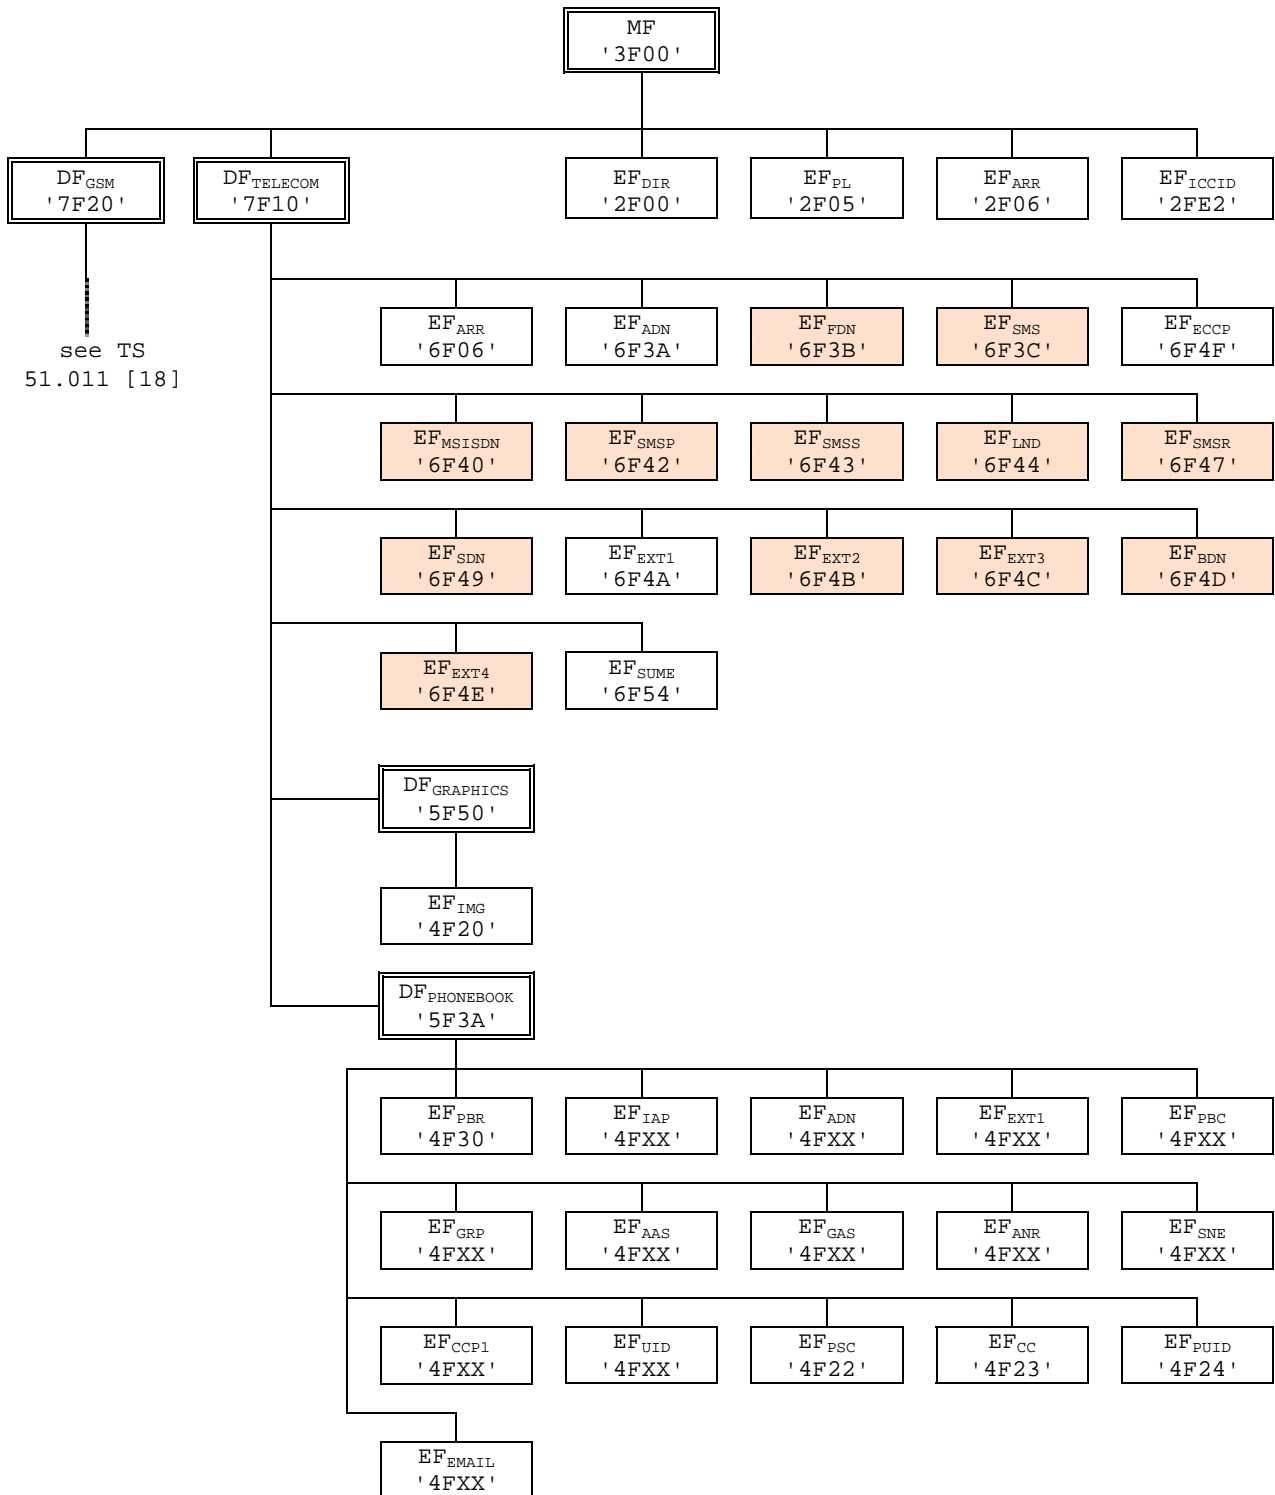 MF
'3F00'
DFGSM
'7F20'
DFTELECOM
'7F10'
EFDIR
'2F00'
EFPL
'2F05'
EFARR
'2F06'
EFICCID
'2FE2'
see TS
51.011 [18]
EFARR
'6F06'
EFADN
'6F3A'
EFFDN
'6F3B'
EFSMS
'6F3C'
EFECCP
'6F4F'
EFMSISDN
'6F40'
EFSMSP
'6F42'
EFSMSS
'6F43'
EFLND
'6F44'
EFSMSR
'6F47'
EFSDN
'6F49'
EFEXT1
'6F4A'
EFEXT2
'6F4B'
EFEXT3
'6F4C'
EFBDN
'6F4D'
EFEXT4
'6F4E'
EFSUME
'6F54'
DFGRAPHICS
'5F50'
EFIMG
'4F20'
DFPHONEBOOK
'5F3A'
EFPBR
'4F30'
EFIAP
'4FXX'
EFADN
'4FXX'
EFEXT1
'4FXX'
EFPBC
'4FXX'
EFGRP
'4FXX'
EFAAS
'4FXX'
EFGAS
'4FXX'
EFANR
'4FXX'
EFSNE
'4FXX'
EFCCP1
'4FXX'
EFUID
'4FXX'
EFPSC
'4F22'
EFCC
'4F23'
EFPUID
'4F24'
EFEMAIL
'4FXX'